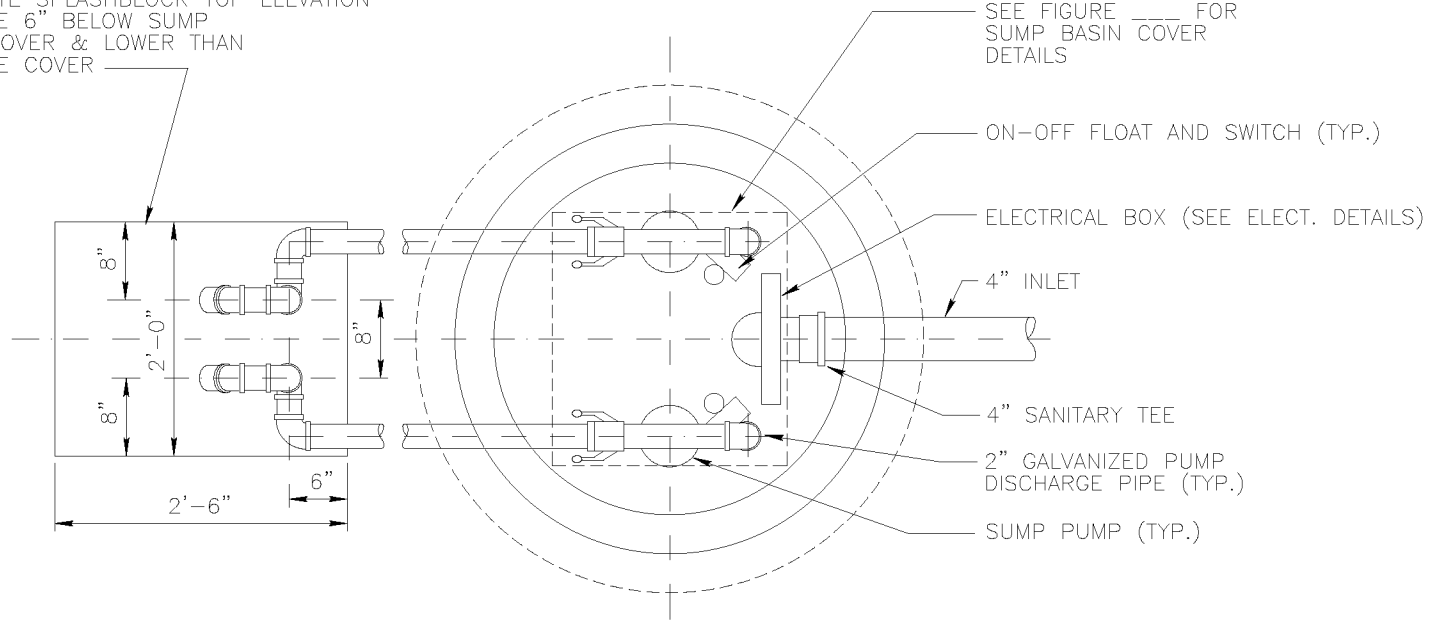 SPLASHBLOCK TOP ELEVATION
6" BELOW SUMP
COVER & LOWER THAN
COVER
SEE FIGURE ___ FOR
SUMP BASIN COVER
DETAILS
ON-OFF FLOAT AND SWITCH (TYP.)
ELECTRICAL BOX (SEE ELECT. DETAILS)
4" INLET
4" SANITARY TEE
2" GALVANIZED PUMP
DISCHARGE PIPE (TYP.)
SUMP PUMP (TYP.)
8"
2'-0"
8"
8"
6"
2'-6"